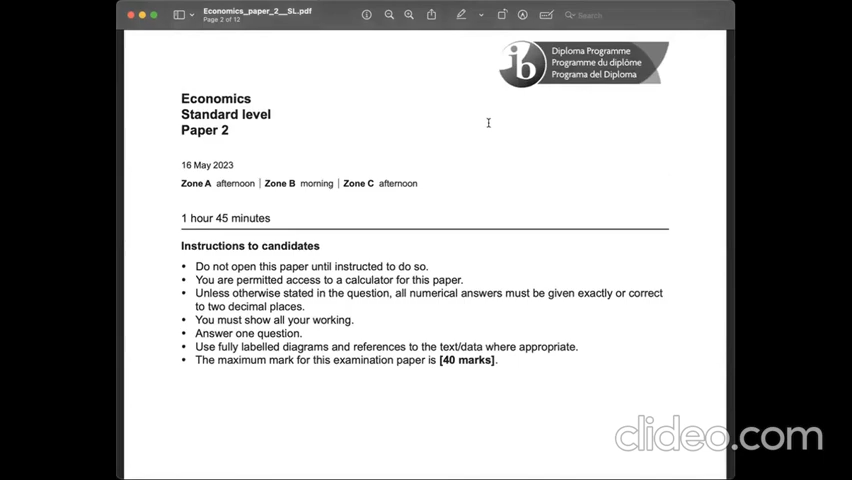 Economics_paper_2__SL.pdf
Page 2 of 12
Search
ib
Diploma Programme
Programme du diplôme
Programa del Diploma
Economics
Standard level
Paper 2
16 May 2023
Zone A afternoon | Zone B morning | Zone C afternoon
1 hour 45 minutes
Instructions to candidates
• Do not open this paper until instructed to do so.
• You are permitted access to a calculator for this paper.
• Unless otherwise stated in the question, all numerical answers must be given exactly or correct
to two decimal places.
• You must show all your working.
• Answer one question.
• Use fully labelled diagrams and references to the text/data where appropriate.
• The maximum mark for this examination paper is [40 marks].
clideo.com